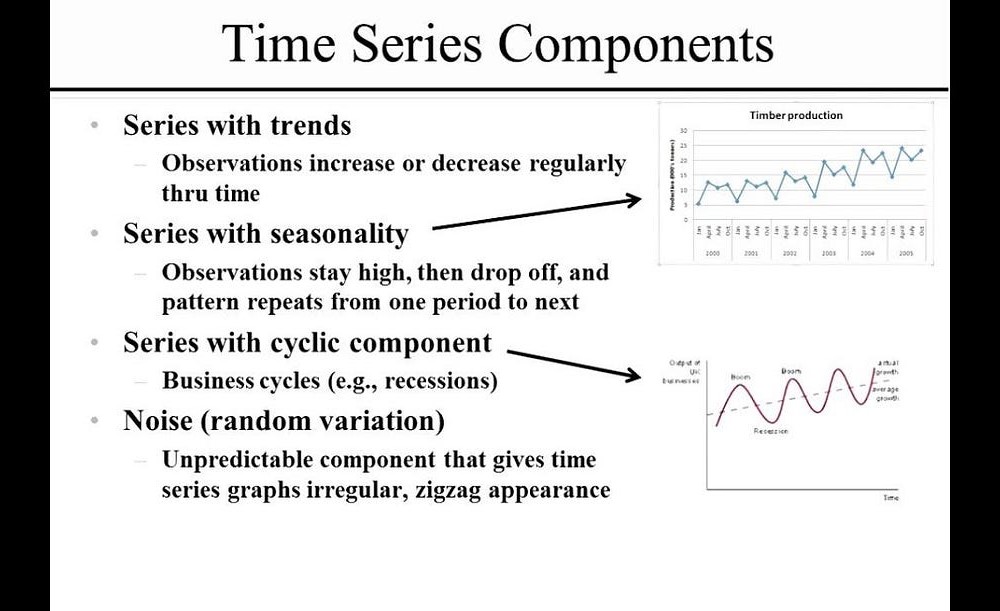 Time Series Components
• Series with trends
– Observations increase or decrease regularly
thru time
• Series with seasonality
– Observations stay high, then drop off, and
pattern repeats from one period to next
• Series with cyclic component
– Business cycles (e.g., recessions)
• Noise (random variation)
– Unpredictable component that gives time
series graphs irregular, zigzag appearance
Timber production
30
25
20
15
10
5
0
Jan April July Oct Jan April July Oct Jan April July Oct Jan April July Oct Jan April July Oct Jan April July Oct
2000 2001 2002 2003 2004 2005
Output of
UK
businesses
Boom
Boom
actual
growth
average
growth
Recession
Time